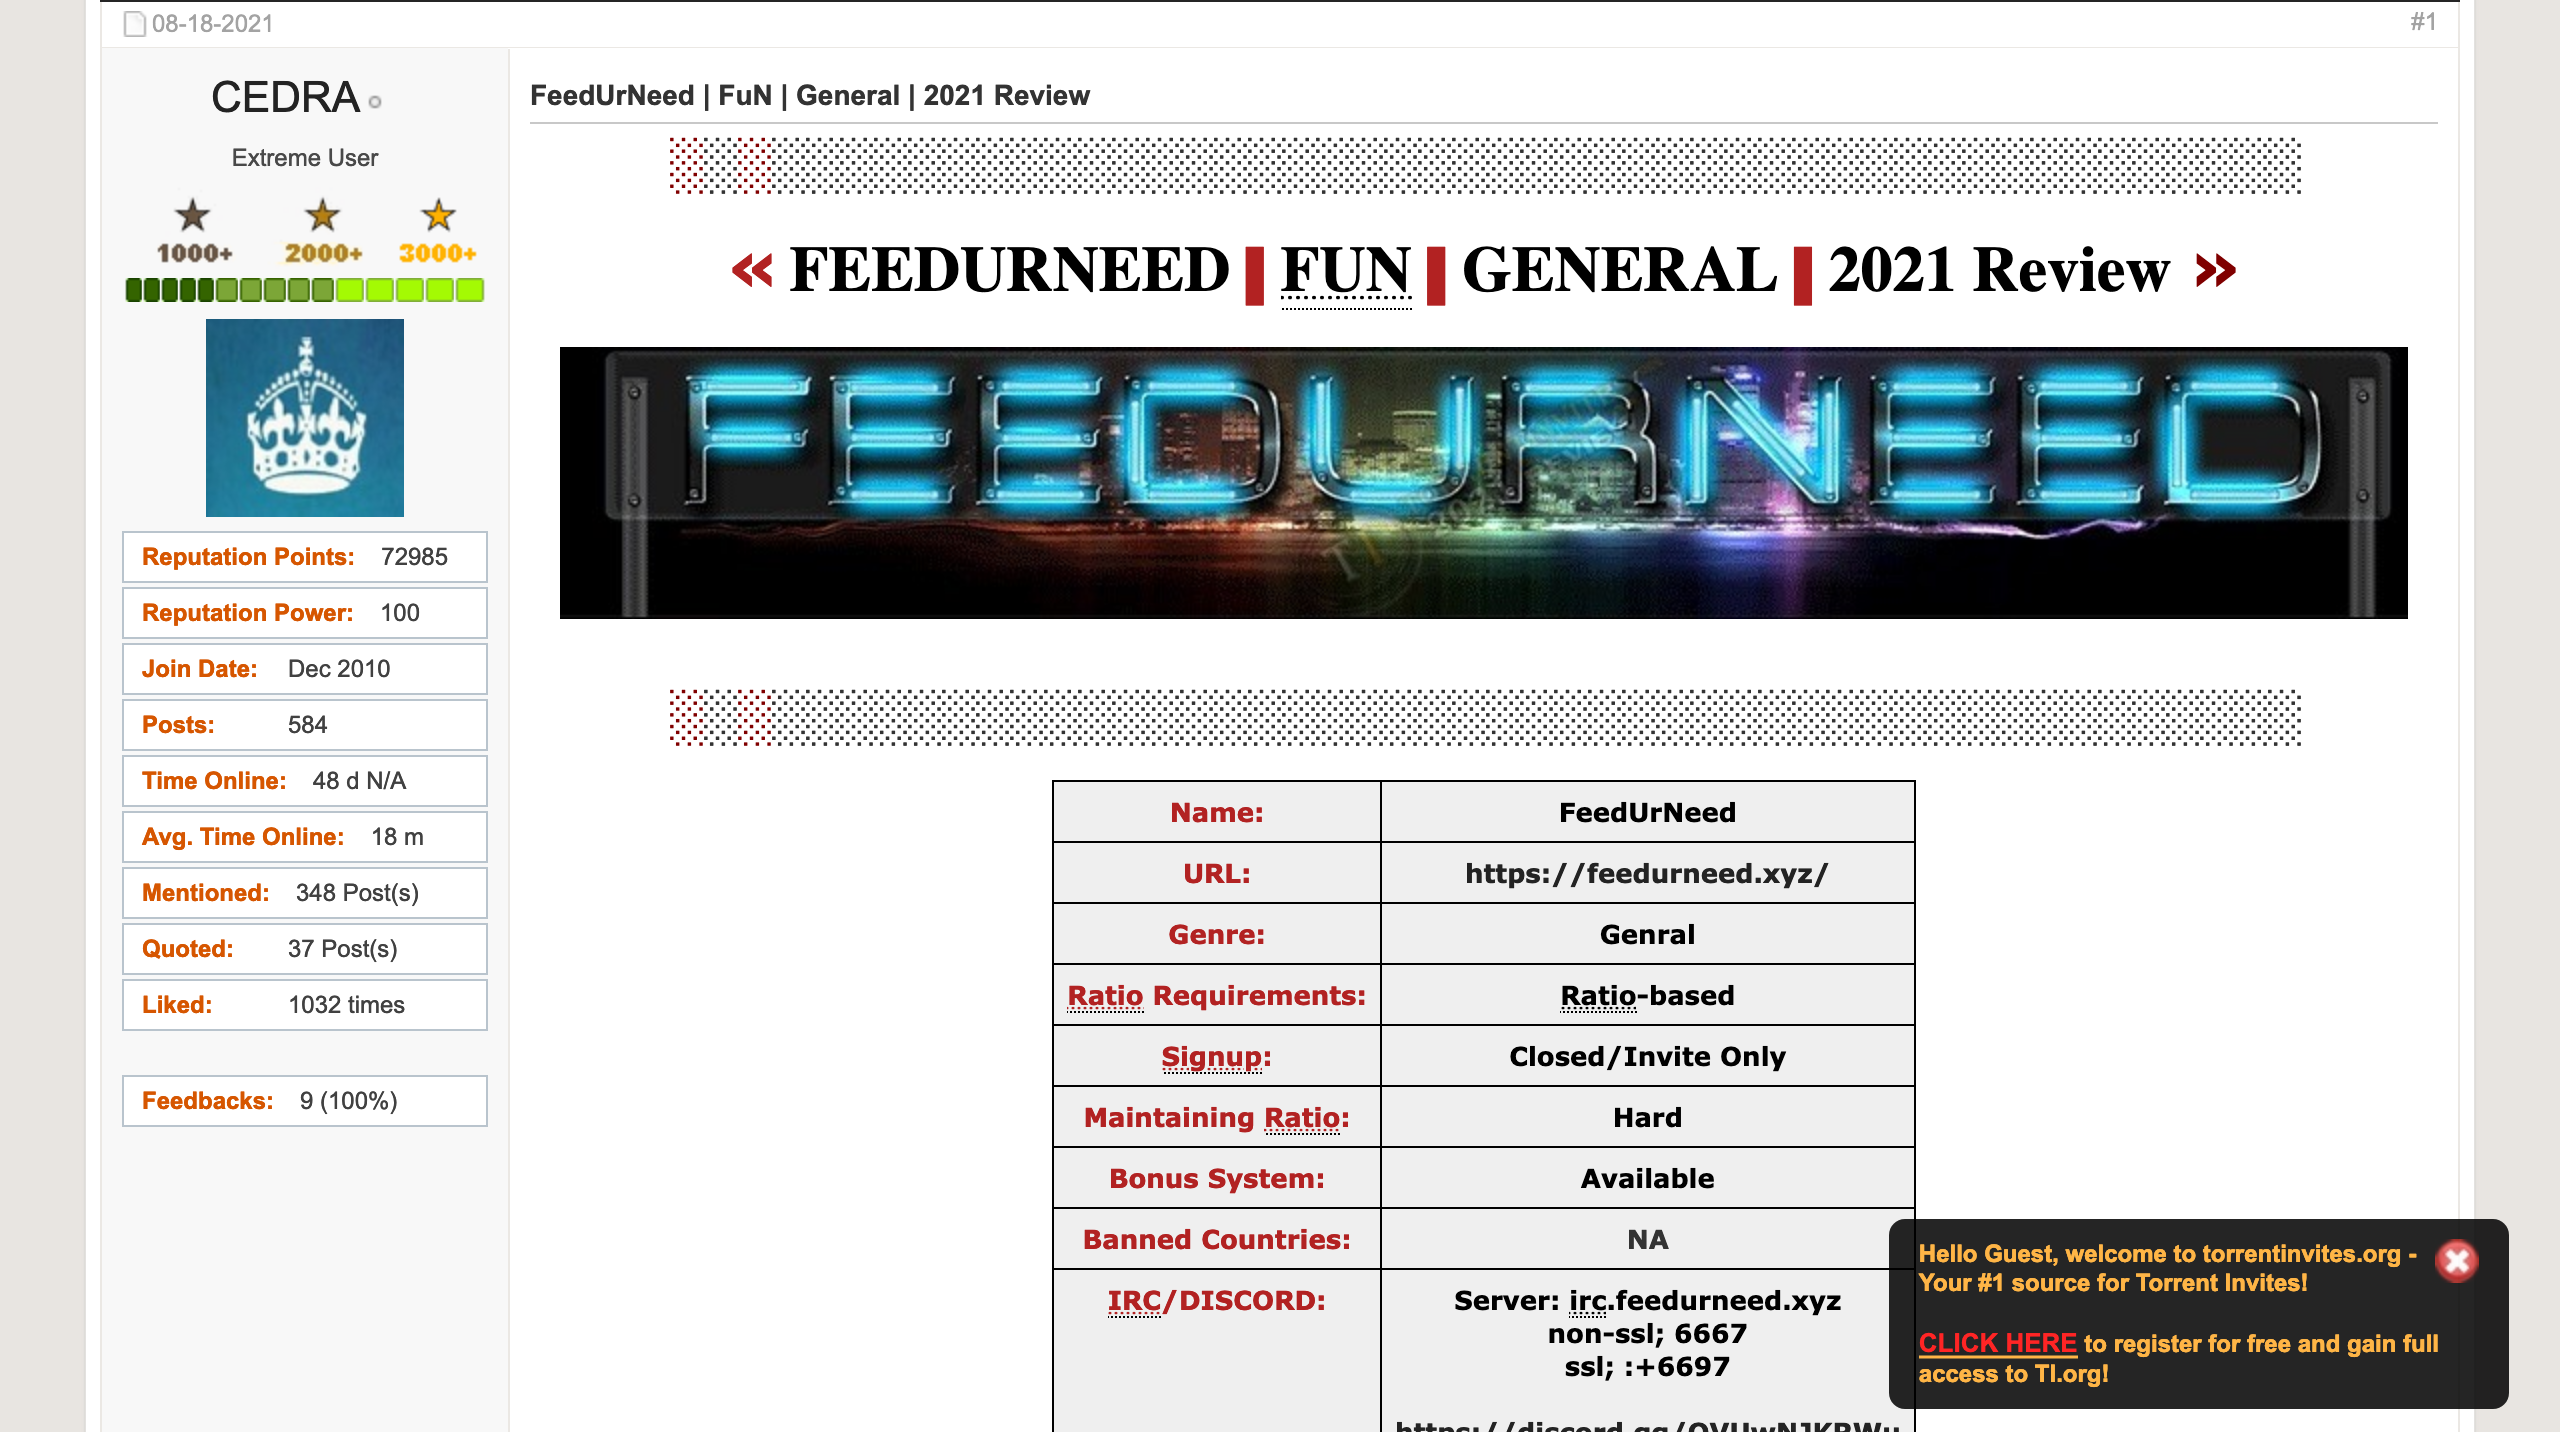 08-18-2021
#1
CEDRA
Extreme User
1000+ 2000+ 3000+
Reputation Points: 72985
Reputation Power: 100
Join Date: Dec 2010
Posts: 584
Time Online: 48 d N/A
Avg. Time Online: 18 m
Mentioned: 348 Post(s)
Quoted: 37 Post(s)
Liked: 1032 times
Feedbacks: 9 (100%)
FeedUrNeed | FuN | General | 2021 Review
« FEEDURNEED | FUN | GENERAL | 2021 Review »
FEEDURNEED
Name: FeedUrNeed
URL: https://feedurneed.xyz/
Genre: Genral
Ratio Requirements: Ratio-based
Signup: Closed/Invite Only
Maintaining Ratio: Hard
Bonus System: Available
Banned Countries: NA
IRC/DISCORD: Server: irc.feedurneed.xyz
non-ssl; 6667
ssl; :+6697
Hello Guest, welcome to torrentinvites.org -
Your #1 source for Torrent Invites!
CLICK HERE to register for free and gain full
access to TI.org!